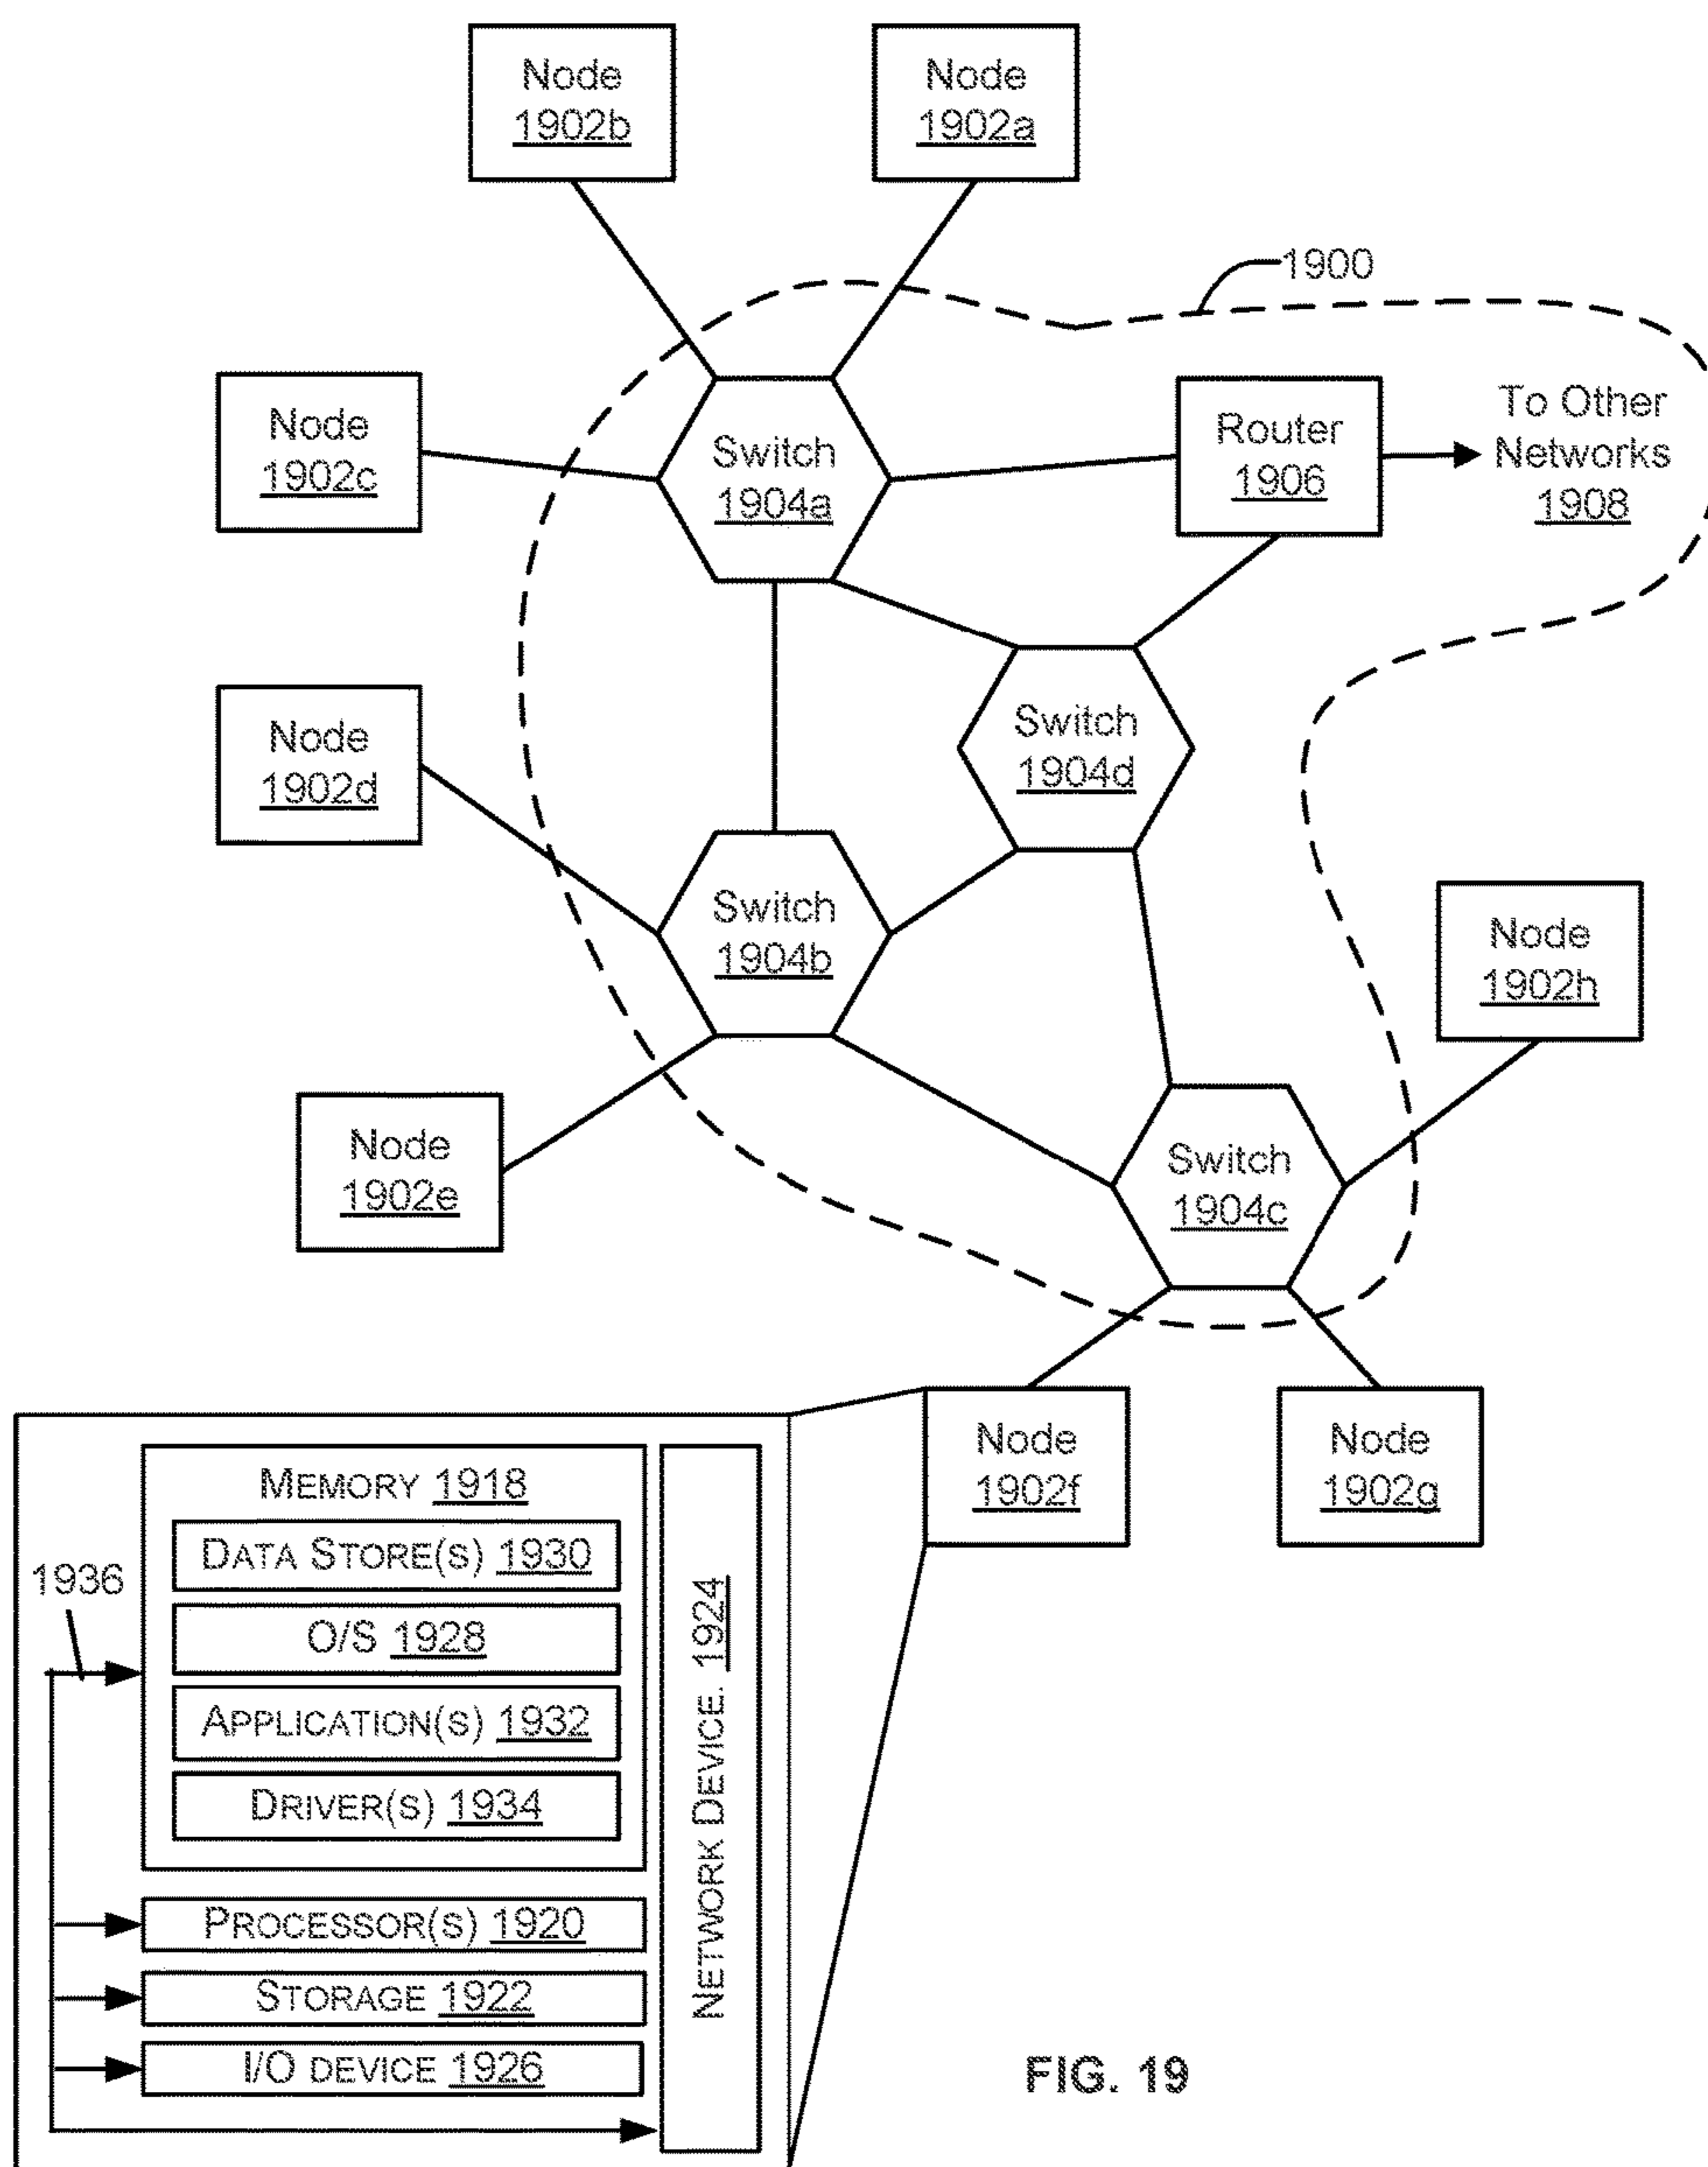 Node
1902b
Node
1902a
1900
Node
1902c
Switch
1904a
Router
1906
To Other
Networks
1908
Node
1902d
Switch
1904d
Switch
1904b
Node
1902h
Node
1902e
Switch
1904c
Node
1902f
Node
1902g
MEMORY 1918
DATA STORE(S) 1930
1936
O/S 1928
APPLICATION(S) 1932
DRIVER(S) 1934
NETWORK DEVICE. 1924
PROCESSOR(S) 1920
STORAGE 1922
I/O DEVICE 1926
FIG. 19